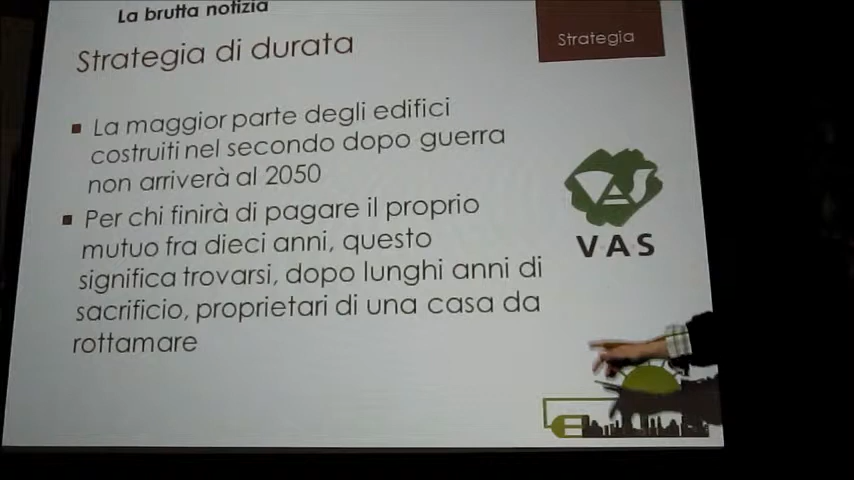 La brutta notizia
Strategia di durata
Strategia
La maggior parte degli edifici
costruiti nel secondo dopo guerra
non arriverà al 2050
Per chi finirà di pagare il proprio
mutuo fra dieci anni, questo
significa trovarsi, dopo lunghi anni di
sacrificio, proprietari di una casa da
rottamare
VAS
VAS